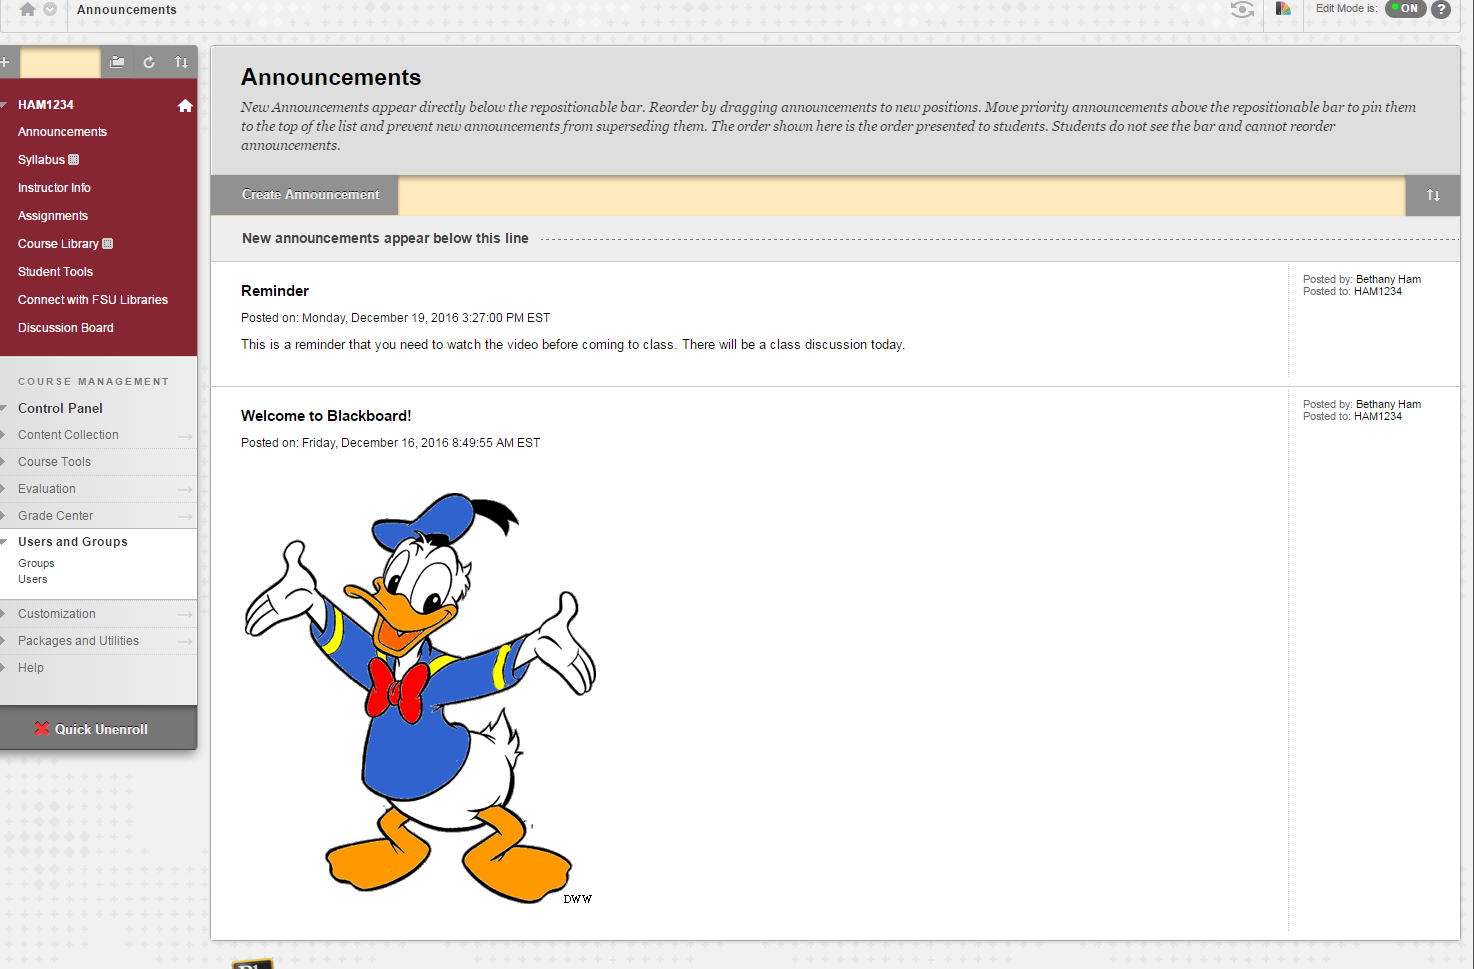 Announcements
Edit Mode is:
ON
?
HAM1234
Announcements
Syllabus
Instructor Info
Assignments
Course Library
Student Tools
Connect with FSU Libraries
Discussion Board
COURSE MANAGEMENT
Control Panel
Content Collection
Course Tools
Evaluation
Grade Center
Users and Groups
Groups
Users
Customization
Packages and Utilities
Help
Quick Unenroll
Announcements
New Announcements appear directly below the repositionable bar. Reorder by dragging announcements to new positions. Move priority announcements above the repositionable bar to pin them
to the top of the list and prevent new announcements from superseding them. The order shown here is the order presented to students. Students do not see the bar and cannot reorder
announcements.
Create Announcement
New announcements appear below this line
Reminder
Posted on: Monday, December 19, 2016 3:27:00 PM EST
This is a reminder that you need to watch the video before coming to class. There will be a class discussion today.
Posted by: Bethany Ham
Posted to: HAM1234
Welcome to Blackboard!
Posted on: Friday, December 16, 2016 8:49:55 AM EST
Posted by: Bethany Ham
Posted to: HAM1234
DWW